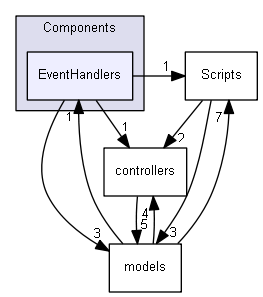 Components
EventHandlers
1
Scripts
1
1
2
7
controllers
4
5
3
3
models